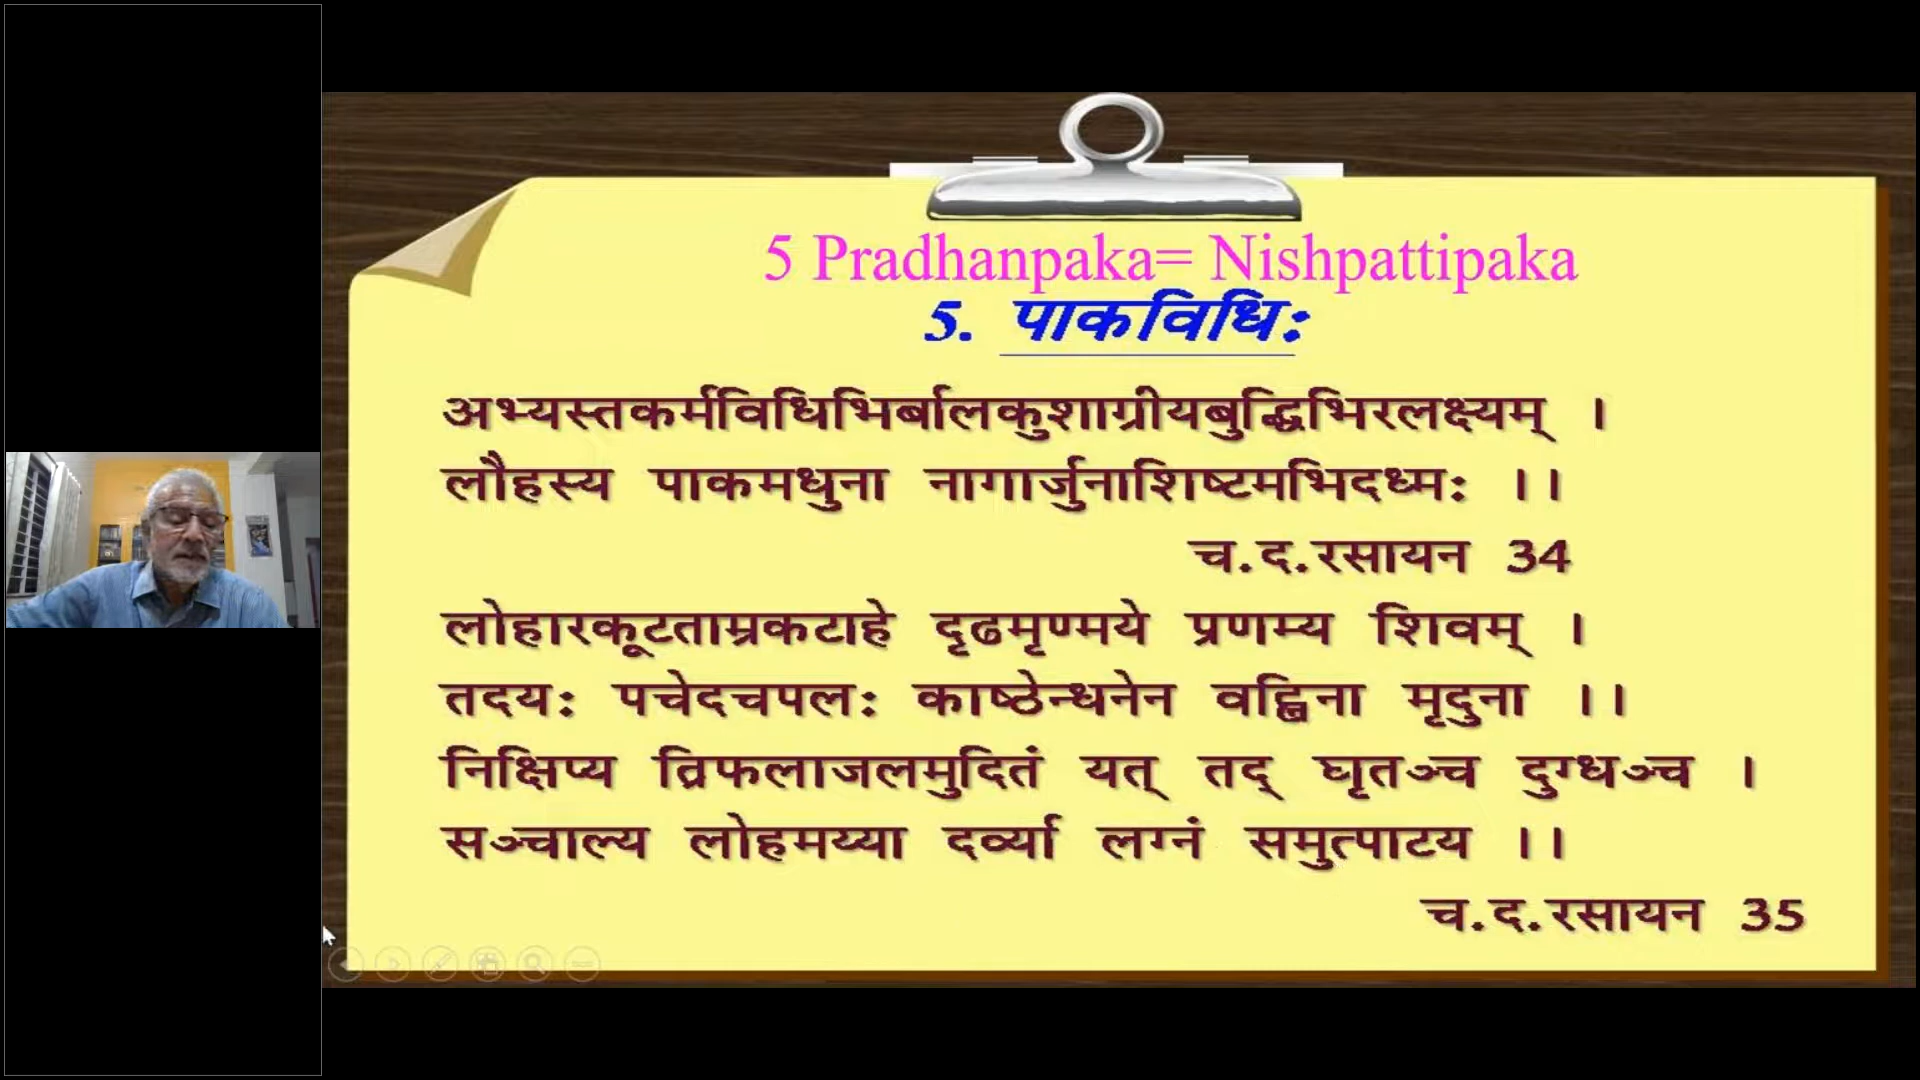 5 Pradhanpaka= Nishpattipaka
5. पाकविधिः
अभ्यस्तकर्मविधिभिर्बालकुशाग्रीयबुद्धिभिरलक्ष्यम् ।
लौहस्य पाकमधुना नागार्जुनाशिष्टमभिदध्मः ।।
च.द.रसायन 34
लोहारकूटताम्रकटाहे दृढमृण्मये प्रणम्य शिवम् ।
तदयः पचेदचपलः काष्ठेन्धनेन वह्निना मृदुना ।।
निक्षिप्य त्रिफलाजलमुदितं यत् तद् घृतञ्च दुग्धञ्च ।
सञ्चाल्य लोहमय्या दर्व्या लग्नं समुत्पाटय ।।
च.द.रसायन 35